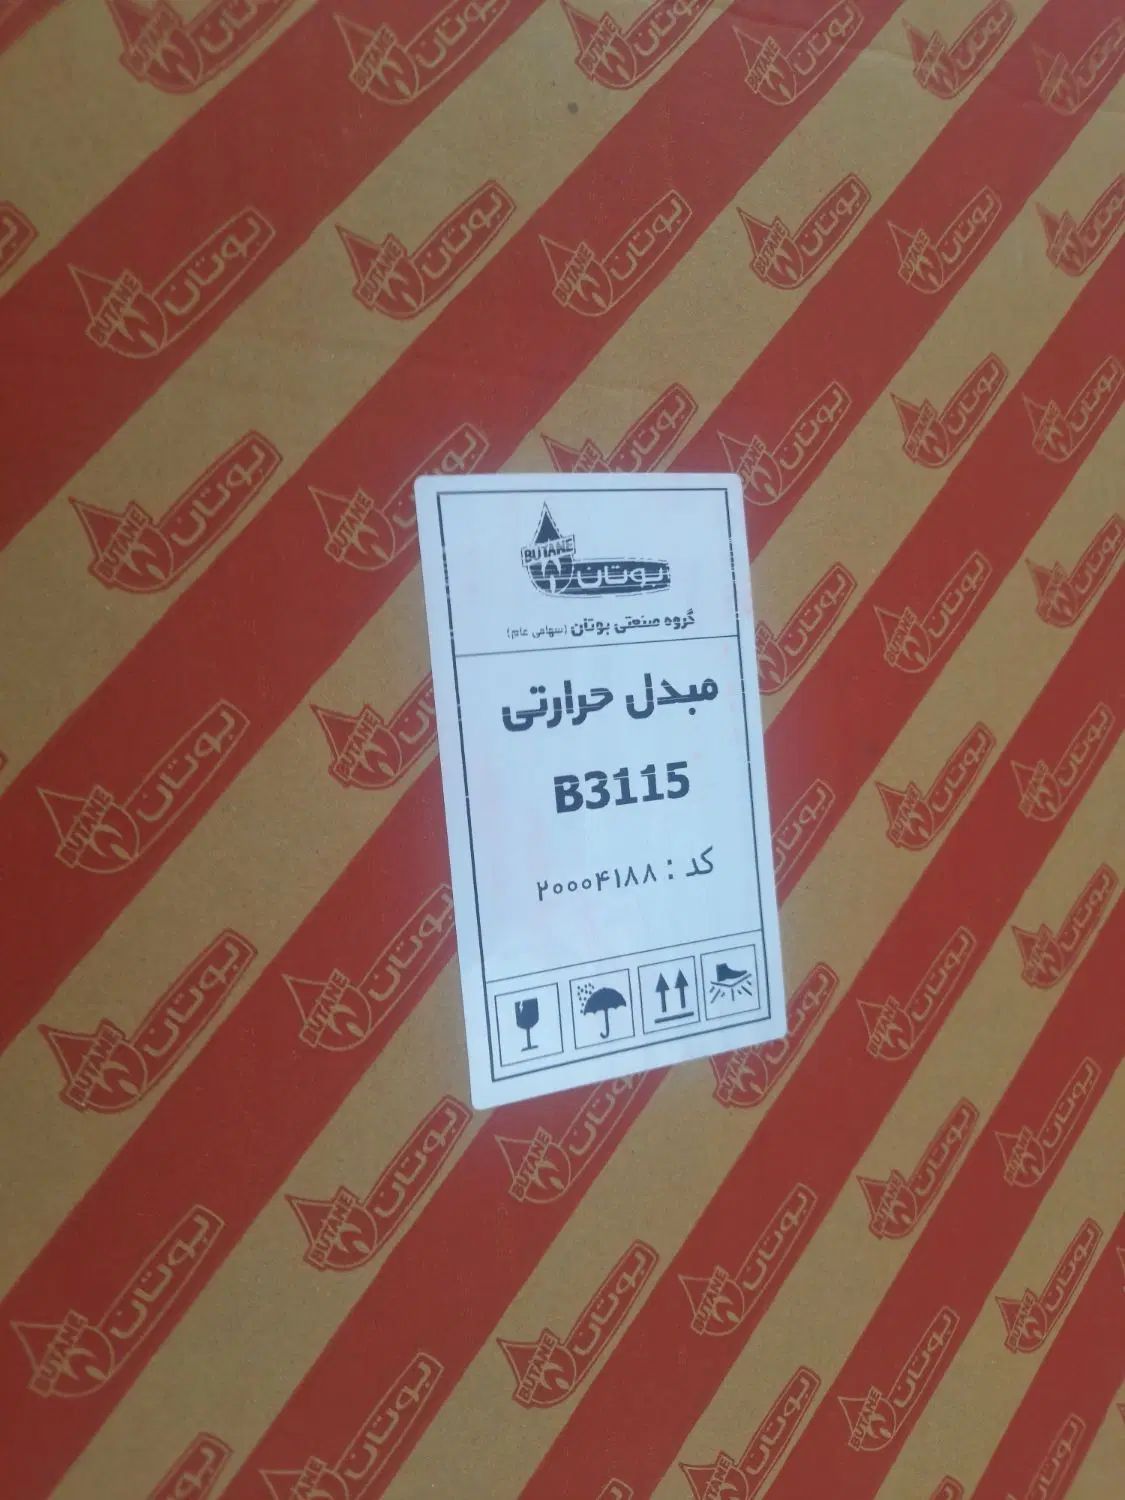 BUTANE
بوتان
گروه صنعتی بوتان (سهامی عام)
مبدل حرارتی
B3115
کد : ۲۰۰۰۴۱۸۸